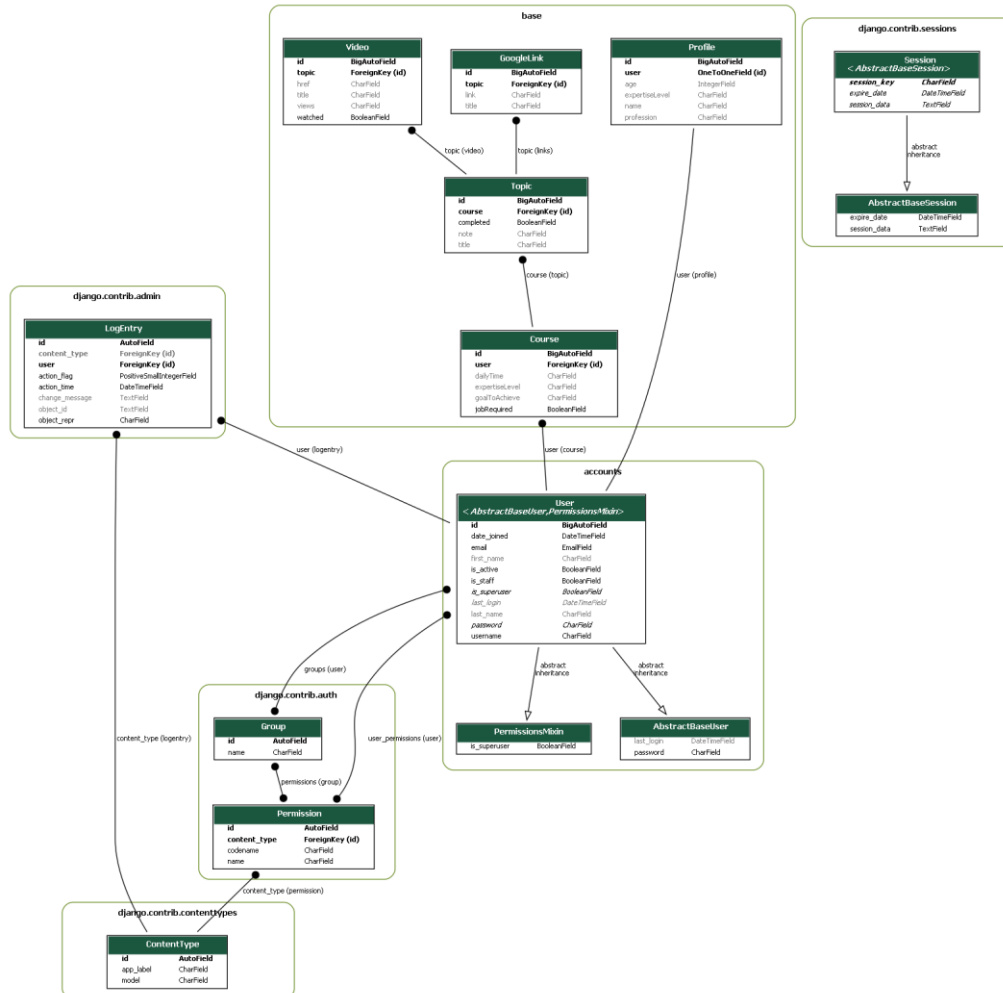 base
Video
id BigAutoField
topic ForeignKey (id)
href CharField
title CharField
views CharField
watched BooleanField
GoogleLink
id BigAutoField
topic ForeignKey (id)
link CharField
title CharField
Profile
id BigAutoField
user OneToOneField (id)
age IntegerField
expertiseLevel CharField
name CharField
profession CharField
topic (video)
topic (links)
Topic
id BigAutoField
course ForeignKey (id)
completed BooleanField
note CharField
title CharField
course (topic)
user (profile)
Course
id BigAutoField
user ForeignKey (id)
dailyTime CharField
expertiseLevel CharField
goalToAchieve CharField
jobRequired BooleanField
django.contrib.sessions
Session
<AbstractBaseSession>
session_key CharField
expire_date DateTimeField
session_data TextField
abstract
inheritance
AbstractBaseSession
expire_date DateTimeField
session_data TextField
django.contrib.admin
LogEntry
id AutoField
content_type ForeignKey (id)
user ForeignKey (id)
action_flag PositiveSmallIntegerField
action_time DateTimeField
change_message TextField
object_id TextField
object_repr CharField
user (logentry)
user (course)
accounts
User
<AbstractBaseUser,PermissionsMixin>
id BigAutoField
date_joined DateTimeField
email EmailField
first_name CharField
is_active BooleanField
is_staff BooleanField
is_superuser BooleanField
last_login DateTimeField
last_name CharField
password CharField
username CharField
abstract
inheritance
abstract
inheritance
PermissionsMixin
is_superuser BooleanField
AbstractBaseUser
last_login DateTimeField
password CharField
groups (user)
django.contrib.auth
Group
id AutoField
name CharField
content_type (logentry)
user_permissions (user)
permissions (group)
Permission
id AutoField
content_type ForeignKey (id)
codename CharField
name CharField
content_type (permission)
django.contrib.contenttypes
ContentType
id AutoField
app_label CharField
model CharField